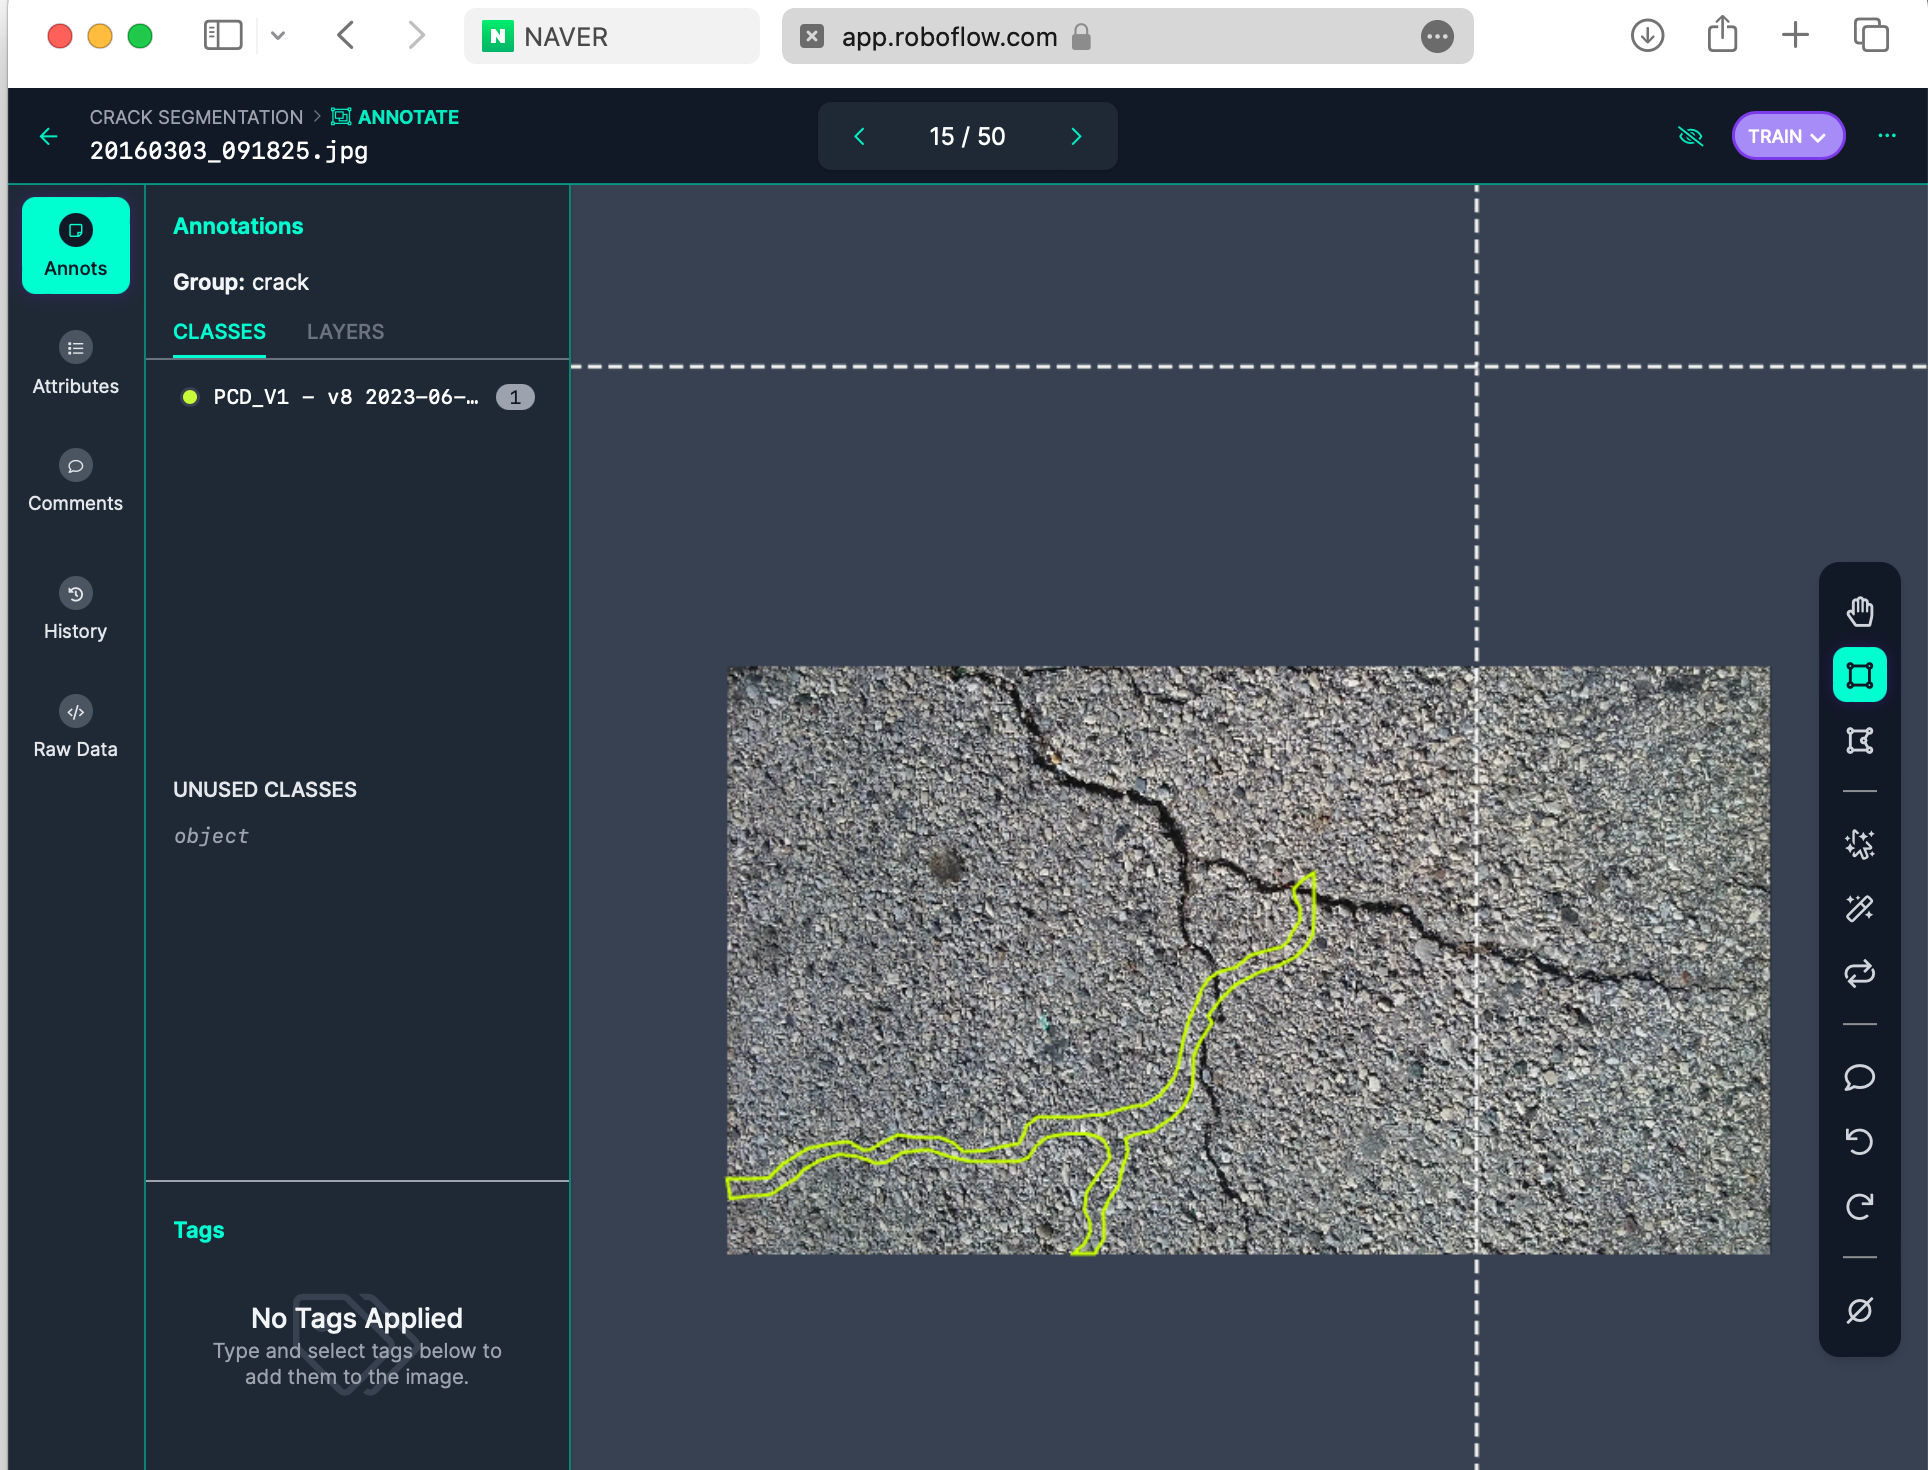 N NAVER
app.roboflow.com
CRACK SEGMENTATION > ANNOTATE
20160303_091825.jpg
15 / 50
TRAIN
Annots
Attributes
Comments
History
Raw Data
Annotations
Group: crack
CLASSES LAYERS
PCD_V1 - v8 2023-06-… 1
UNUSED CLASSES
object
Tags
No Tags Applied
Type and select tags below to
add them to the image.